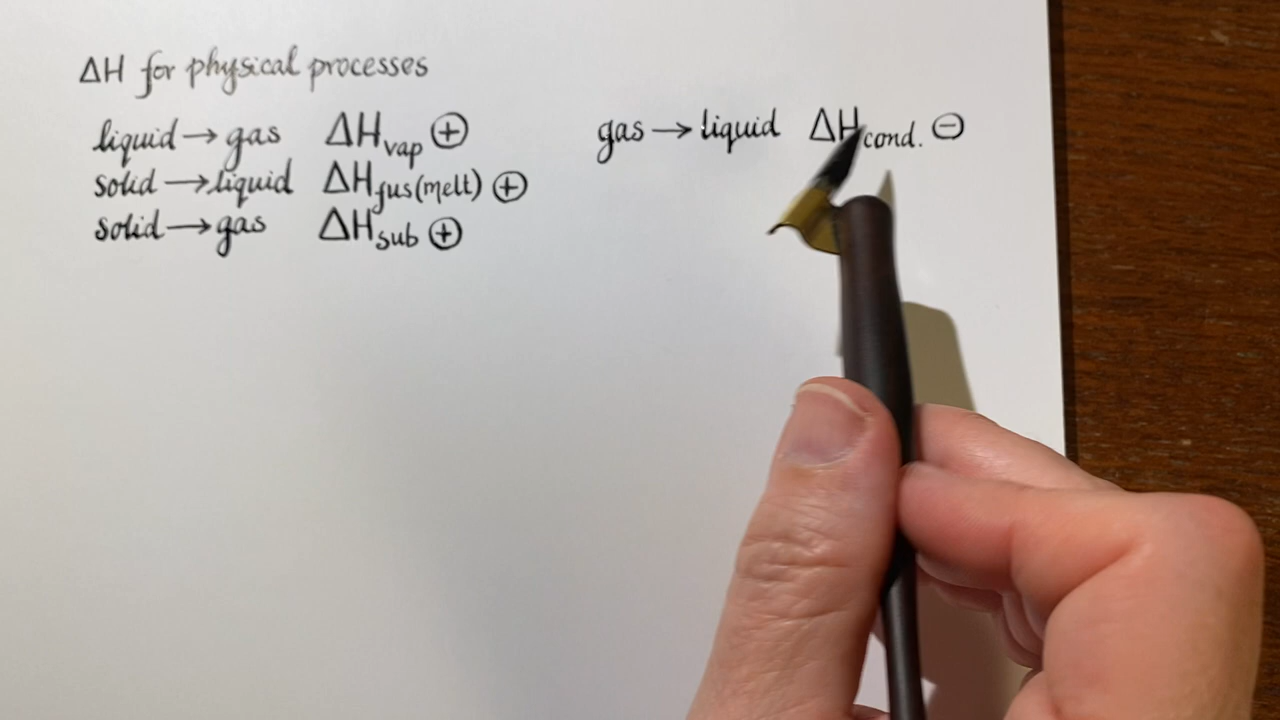 ΔH for physical processes
liquid → gas ΔHvap ⊕
solid → liquid ΔHfus(melt) ⊕
solid → gas ΔHsub ⊕
gas → liquid ΔHcond. ⊖